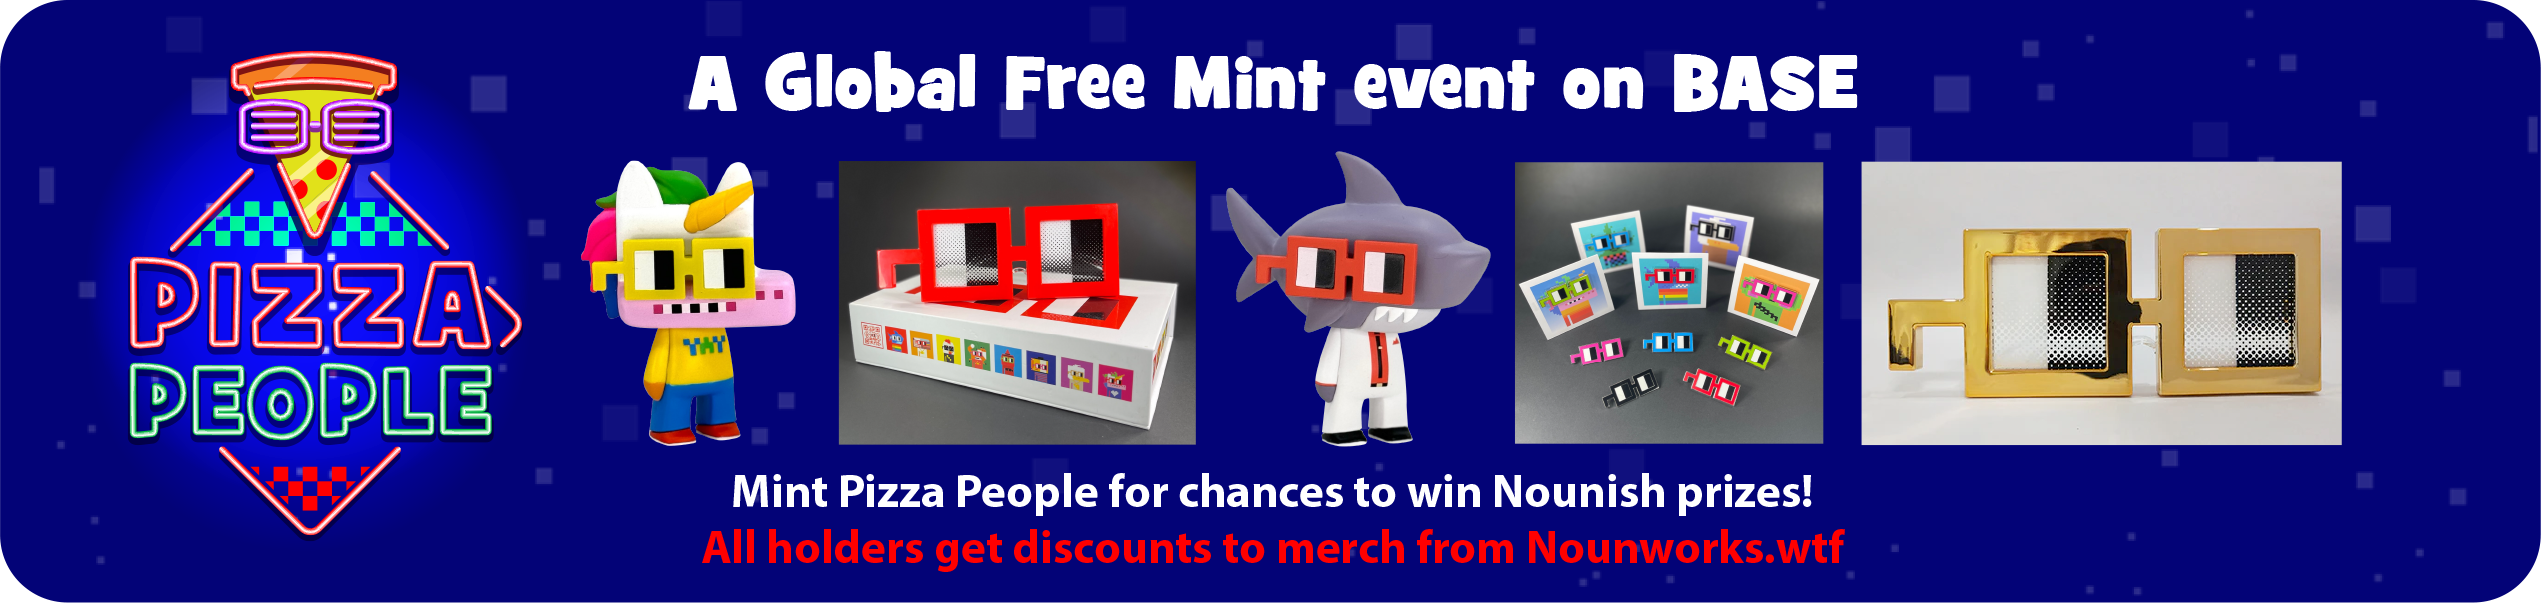 A Global Free Mint event on BASE
PIZZA
PEOPLE
YAY
Mint Pizza People for chances to win Nounish prizes!
All holders get discounts to merch from Nounworks.wtf